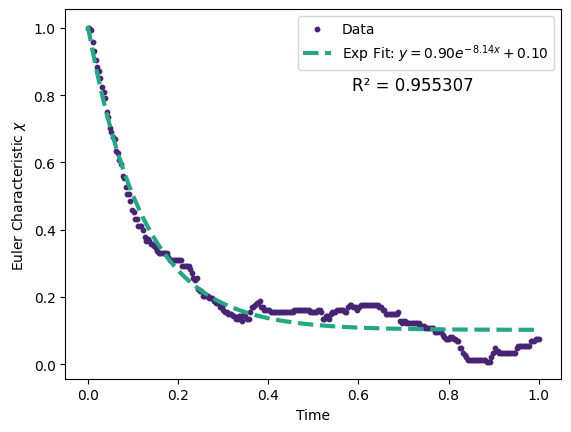 Data
Exp Fit: y = 0.90e^{-8.14x} + 0.10
R² = 0.955307
Euler Characteristic χ
1.0
0.8
0.6
0.4
0.2
0.0
0.0 0.2 0.4 0.6 0.8 1.0
Time